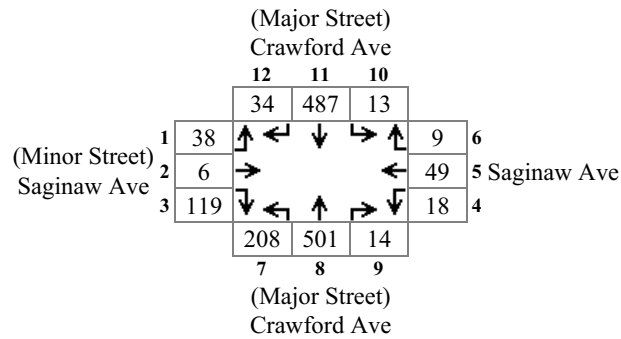 (Major Street)
Crawford Ave
12 11 10
34 487 13
1 38 9 6
(Minor Street)
Saginaw Ave
2 6 49 5 Saginaw Ave
3 119 18 4
208 501 14
7 8 9
(Major Street)
Crawford Ave